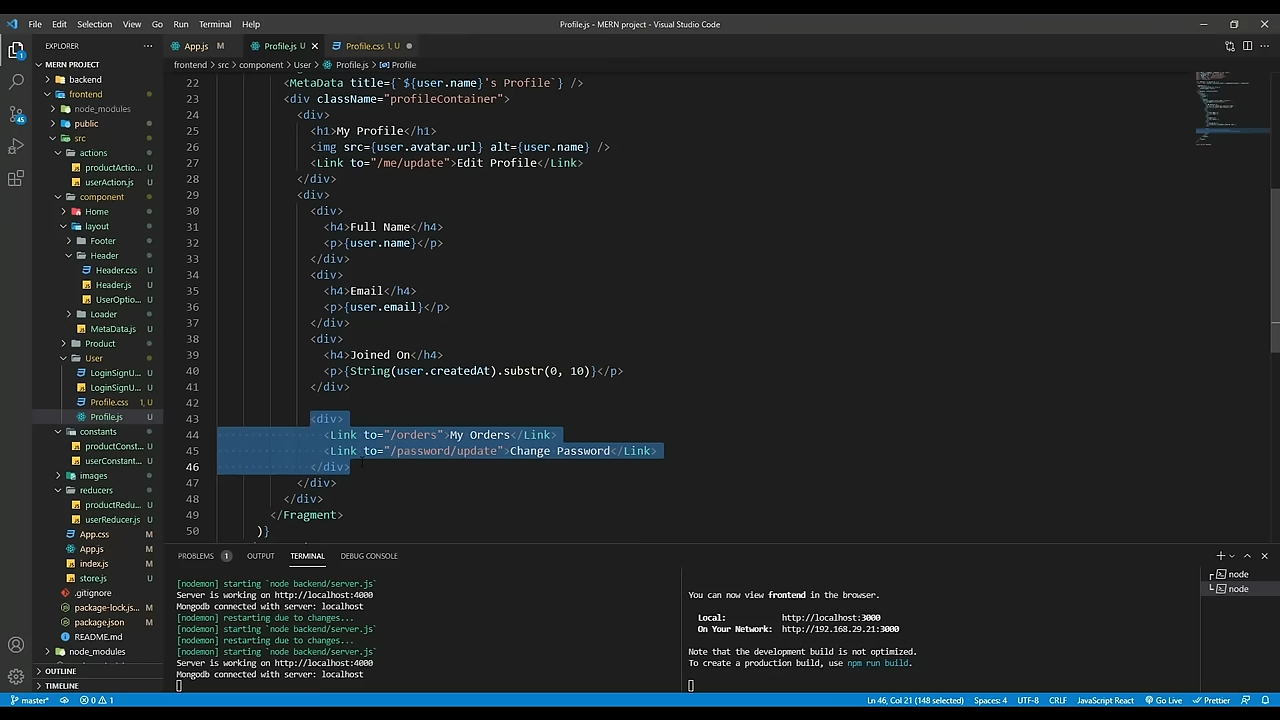 File Edit Selection View Go Run Terminal Help
Profile.js - MERN project - Visual Studio Code
EXPLORER
App.js M
Profile.js U
Profile.css 1, U
MERN PROJECT
frontend > src > component > User > Profile.js > Profile
backend
frontend
node_modules
public
src
actions
productActio... U
userAction.js U
component
Home
layout
Footer
Header
Header.css U
Header.js U
UserOptio... U
Loader
MetaData.js U
Product
User
LoginSignU... U
LoginSignU... U
Profile.css 1, U
Profile.js U
constants
productConst... U
userConstant... U
images
reducers
productRedu... U
userReducer.js U
App.css M
App.js M
index.js M
store.js U
.gitignore
package-lock.js... M
package.json M
README.md
node_modules
OUTLINE
TIMELINE
22 <MetaData title={`${user.name}'s Profile`} />
23 <div className="profileContainer">
24 <div>
25 <h1>My Profile</h1>
26 <img src={user.avatar.url} alt={user.name} />
27 <Link to="/me/update">Edit Profile</Link>
28 </div>
29 <div>
30 <div>
31 <h4>Full Name</h4>
32 <p>{user.name}</p>
33 </div>
34 <div>
35 <h4>Email</h4>
36 <p>{user.email}</p>
37 </div>
38 <div>
39 <h4>Joined On</h4>
40 <p>{String(user.createdAt).substr(0, 10)}</p>
41 </div>
42
43 <div>
44 <Link to="/orders">My Orders</Link>
45 <Link to="/password/update">Change Password</Link>
46 </div>
47 </div>
48 </div>
49 </Fragment>
50 )}
PROBLEMS 1 OUTPUT TERMINAL DEBUG CONSOLE
[nodemon] starting `node backend/server.js`
Server is working on http://localhost:4000
Mongodb connected with server: localhost
[nodemon] restarting due to changes...
[nodemon] starting `node backend/server.js`
[nodemon] restarting due to changes...
[nodemon] starting `node backend/server.js`
Server is working on http://localhost:4000
Mongodb connected with server: localhost
You can now view frontend in the browser.
Local: http://localhost:3000
On Your Network: http://192.168.29.21:3000
Note that the development build is not optimized.
To create a production build, use npm run build.
node
node
1
45
master* 0 1
Ln 46, Col 21 (148 selected) Spaces: 4 UTF-8 CRLF JavaScript React Go Live Prettier